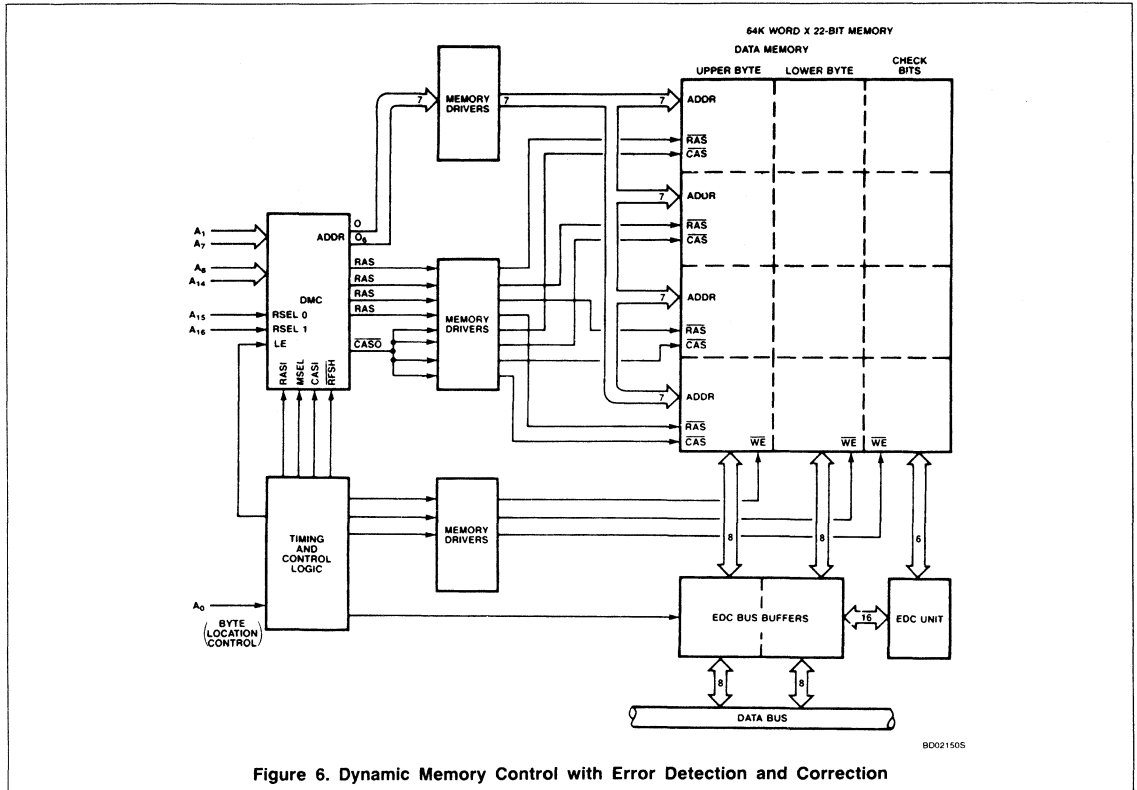 64K WORD X 22-BIT MEMORY
DATA MEMORY
UPPER BYTE
LOWER BYTE
CHECK
BITS
7
MEMORY
DRIVERS
7
7
ADDR
RAS
CAS
7
ADDR
RAS
CAS
7
ADDR
RAS
CAS
7
ADDR
RAS
CAS
WE
WE
WE
A1
A7
A8
A14
A15
A16
ADDR
DMC
RSEL 0
RSEL 1
LE
RASI
MSEL
CASI
RFSH
O
O6
RAS
RAS
RAS
RAS
CASO
MEMORY
DRIVERS
TIMING
AND
CONTROL
LOGIC
MEMORY
DRIVERS
A0
(BYTE
LOCATION
CONTROL)
8
8
6
EDC BUS BUFFERS
16
EDC UNIT
8
8
DATA BUS
BD02150S
Figure 6. Dynamic Memory Control with Error Detection and Correction